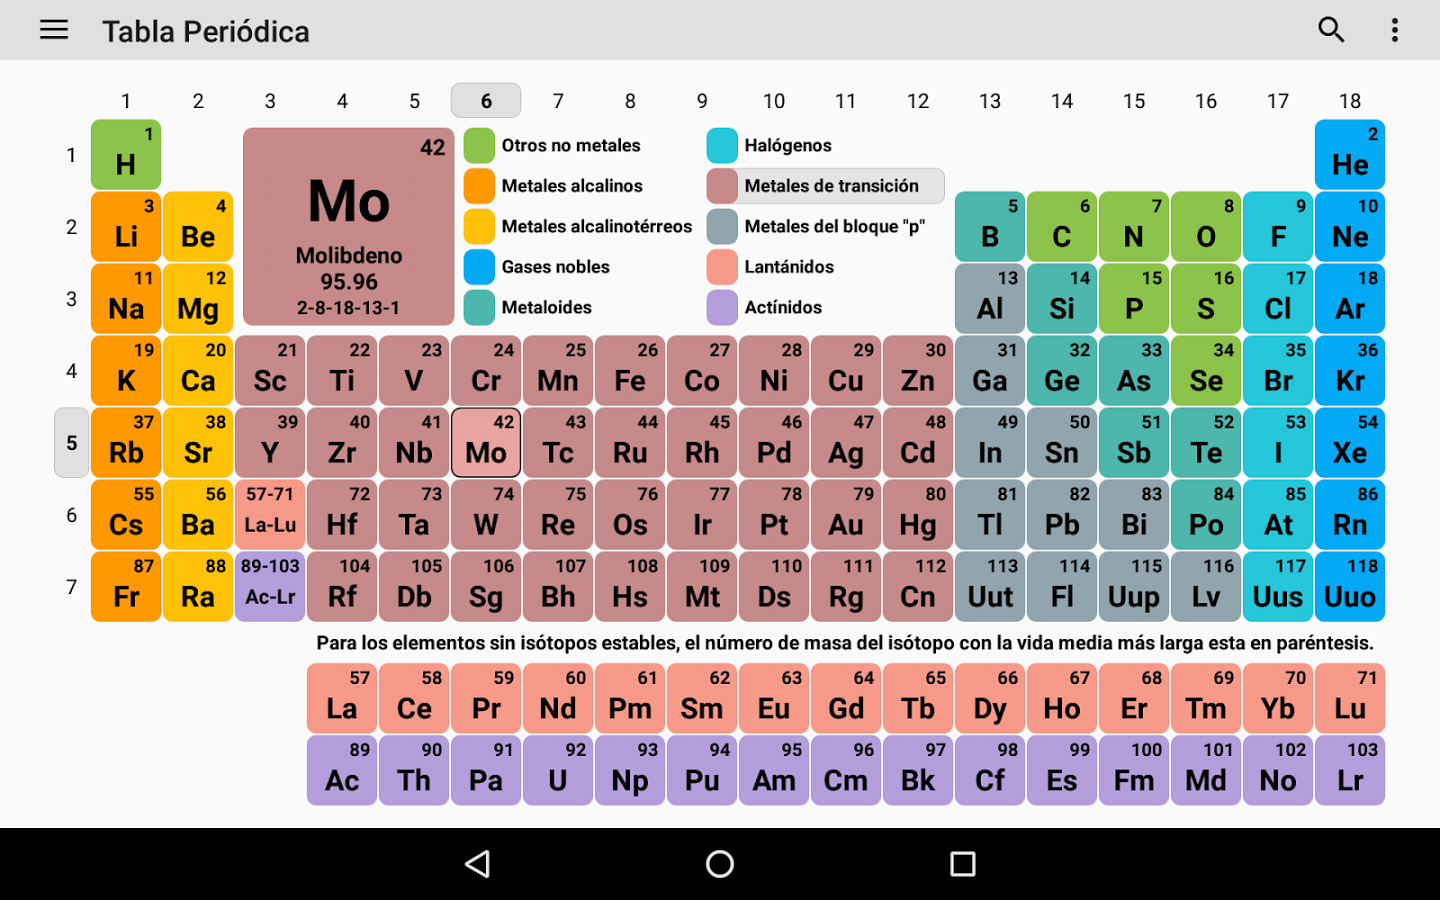 Tabla Periódica
1 2 3 4 5 6 7 8 9 10 11 12 13 14 15 16 17 18
1
1
H
42
Mo
Molibdeno
95.96
2-8-18-13-1
Otros no metales
Metales alcalinos
Metales alcalinotérreos
Gases nobles
Metaloides
Halógenos
Metales de transición
Metales del bloque "p"
Lantánidos
Actínidos
2
He
2
3 4 5 6 7 8 9 10
Li Be B C N O F Ne
3
11 12 13 14 15 16 17 18
Na Mg Al Si P S Cl Ar
4
19 20 21 22 23 24 25 26 27 28 29 30 31 32 33 34 35 36
K Ca Sc Ti V Cr Mn Fe Co Ni Cu Zn Ga Ge As Se Br Kr
5
37 38 39 40 41 42 43 44 45 46 47 48 49 50 51 52 53 54
Rb Sr Y Zr Nb Mo Tc Ru Rh Pd Ag Cd In Sn Sb Te I Xe
6
55 56 57-71 72 73 74 75 76 77 78 79 80 81 82 83 84 85 86
Cs Ba La-Lu Hf Ta W Re Os Ir Pt Au Hg Tl Pb Bi Po At Rn
7
87 88 89-103 104 105 106 107 108 109 110 111 112 113 114 115 116 117 118
Fr Ra Ac-Lr Rf Db Sg Bh Hs Mt Ds Rg Cn Uut Fl Uup Lv Uus Uuo
Para los elementos sin isótopos estables, el número de masa del isótopo con la vida media más larga esta en paréntesis.
57 58 59 60 61 62 63 64 65 66 67 68 69 70 71
La Ce Pr Nd Pm Sm Eu Gd Tb Dy Ho Er Tm Yb Lu
89 90 91 92 93 94 95 96 97 98 99 100 101 102 103
Ac Th Pa U Np Pu Am Cm Bk Cf Es Fm Md No Lr